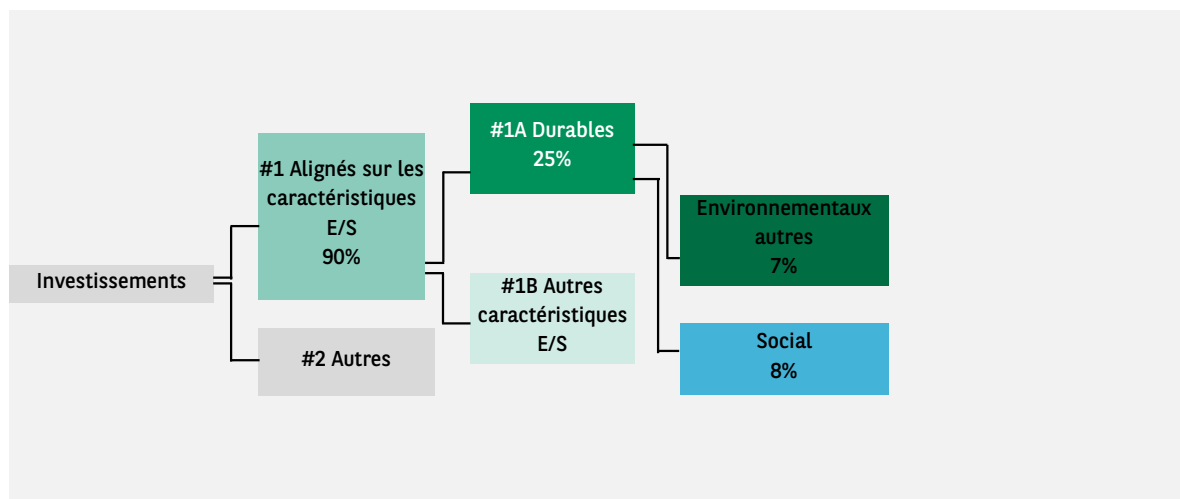 Investissements
#1 Alignés sur les
caractéristiques
E/S
90%
#2 Autres
#1A Durables
25%
#1B Autres
caractéristiques
E/S
Environnementaux
autres
7%
Social
8%